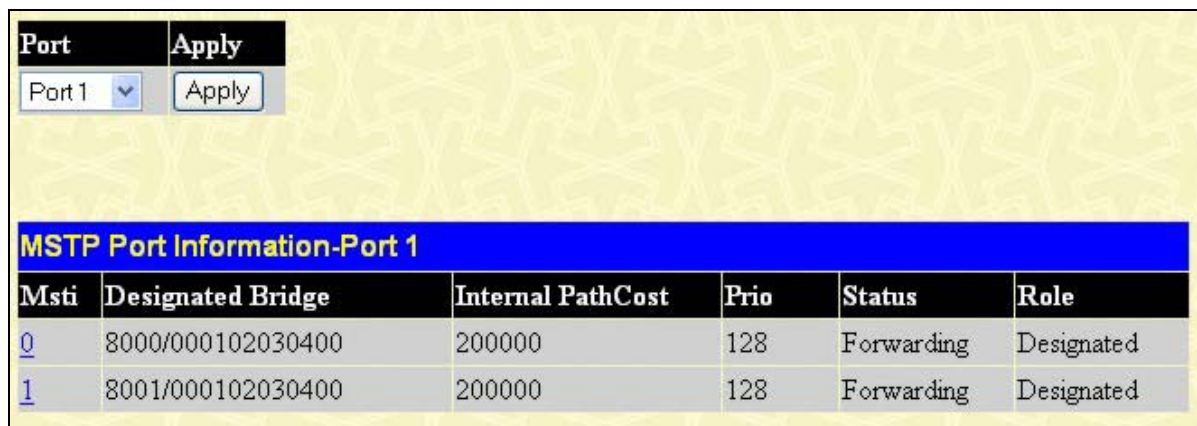 Port Apply
Port 1 Apply
MSTP Port Information-Port 1
Msti Designated Bridge Internal PathCost Prio Status Role
0 8000/000102030400 200000 128 Forwarding Designated
1 8001/000102030400 200000 128 Forwarding Designated